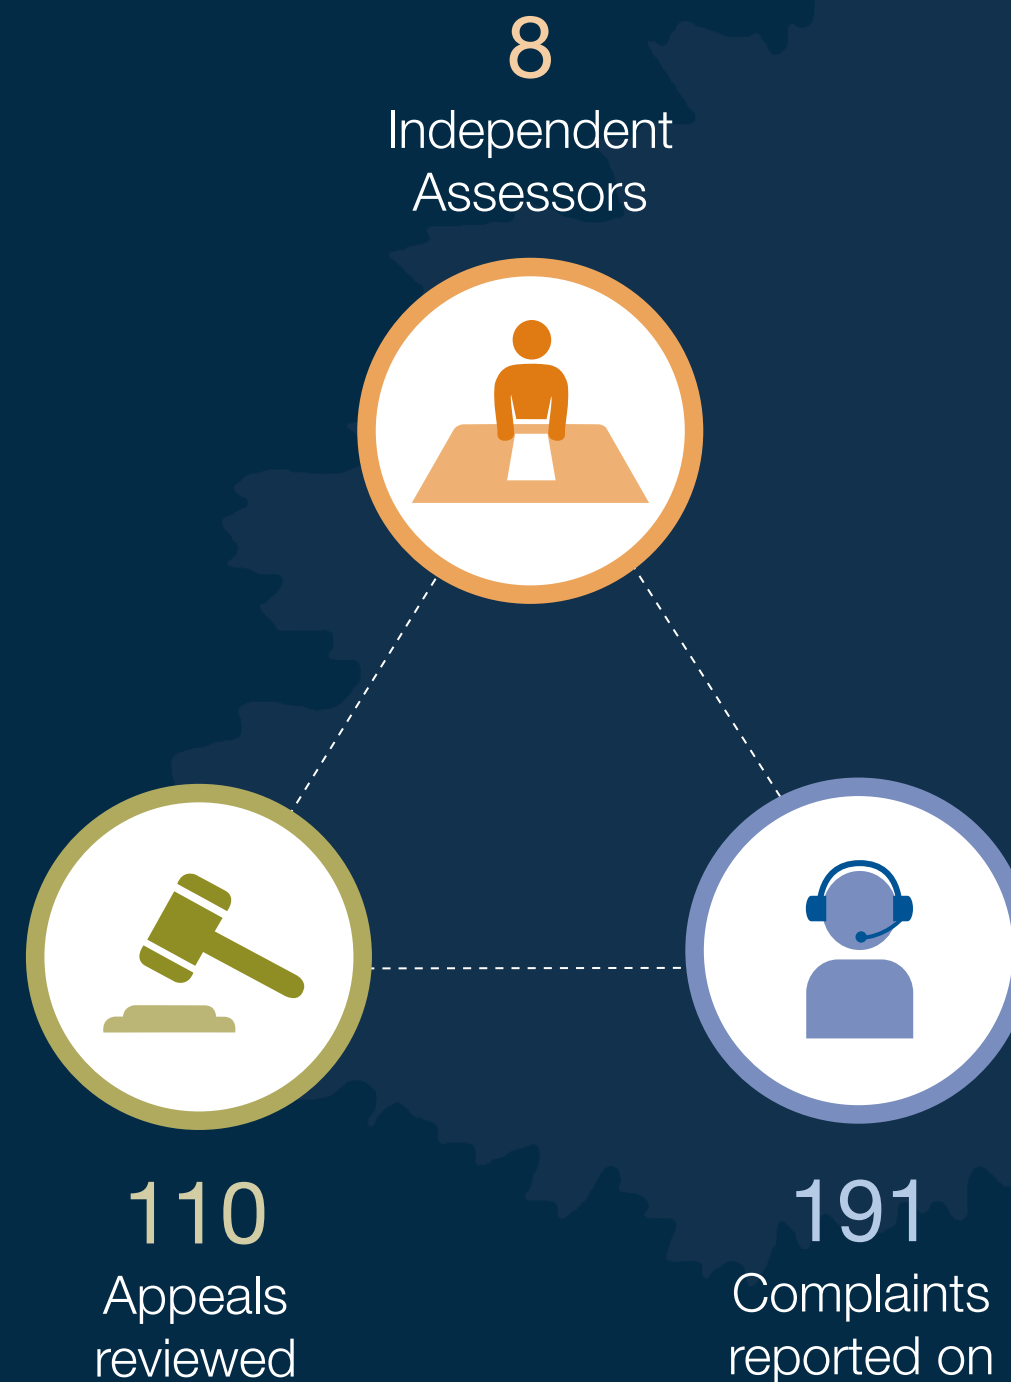 8
Independent
Assessors
110
Appeals
reviewed
191
Complaints
reported on